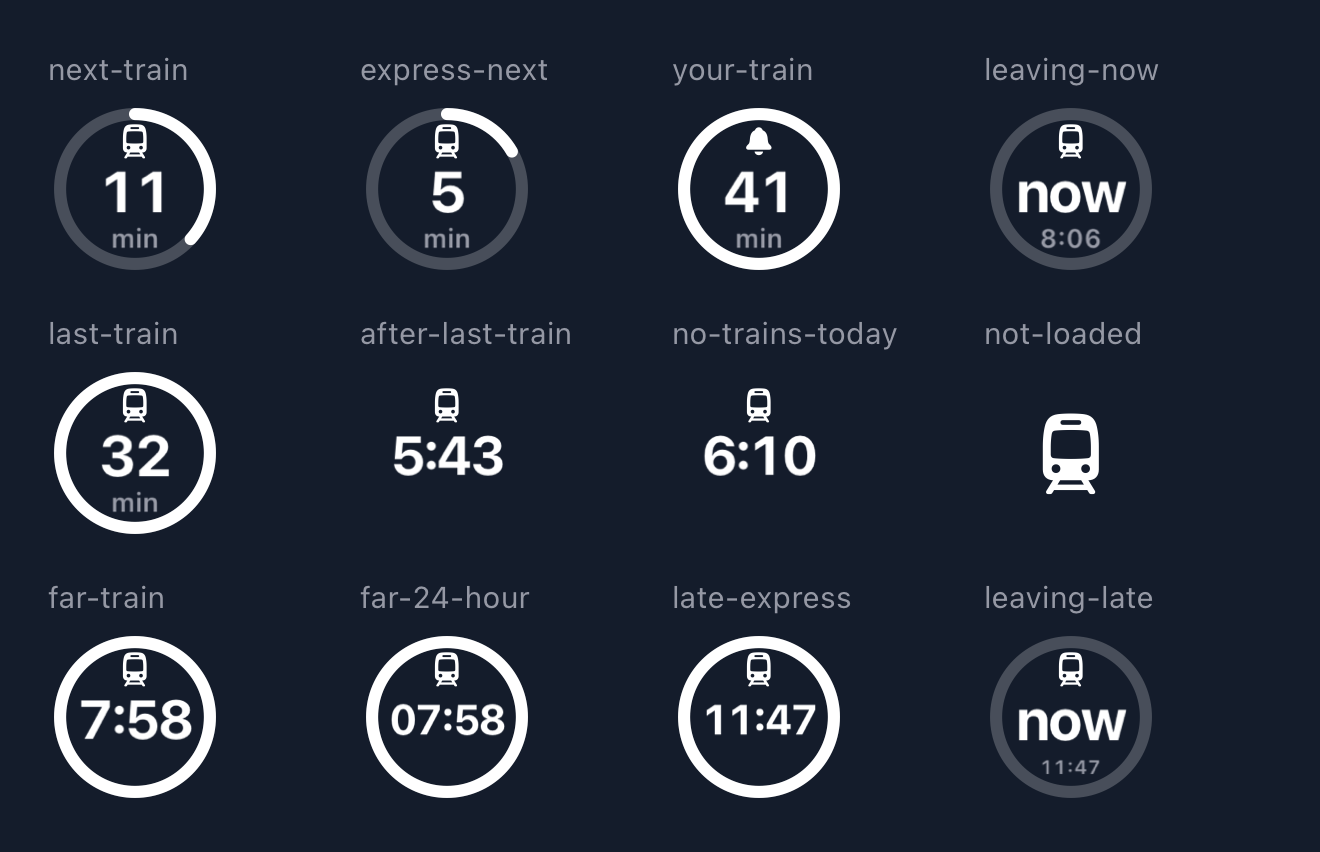 next-train
express-next
your-train
leaving-now
11
min
5
min
41
min
now
8:06
last-train
after-last-train
no-trains-today
not-loaded
32
min
5:43
6:10
far-train
far-24-hour
late-express
leaving-late
7:58
07:58
11:47
now
11:47